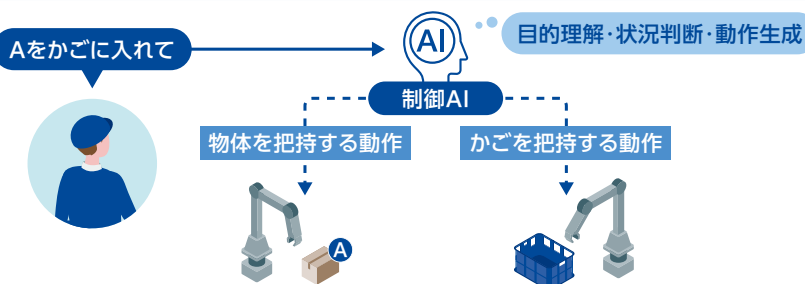 Aをかごに入れて
AI
目的理解・状況判断・動作生成
制御AI
物体を把持する動作
かごを把持する動作
A